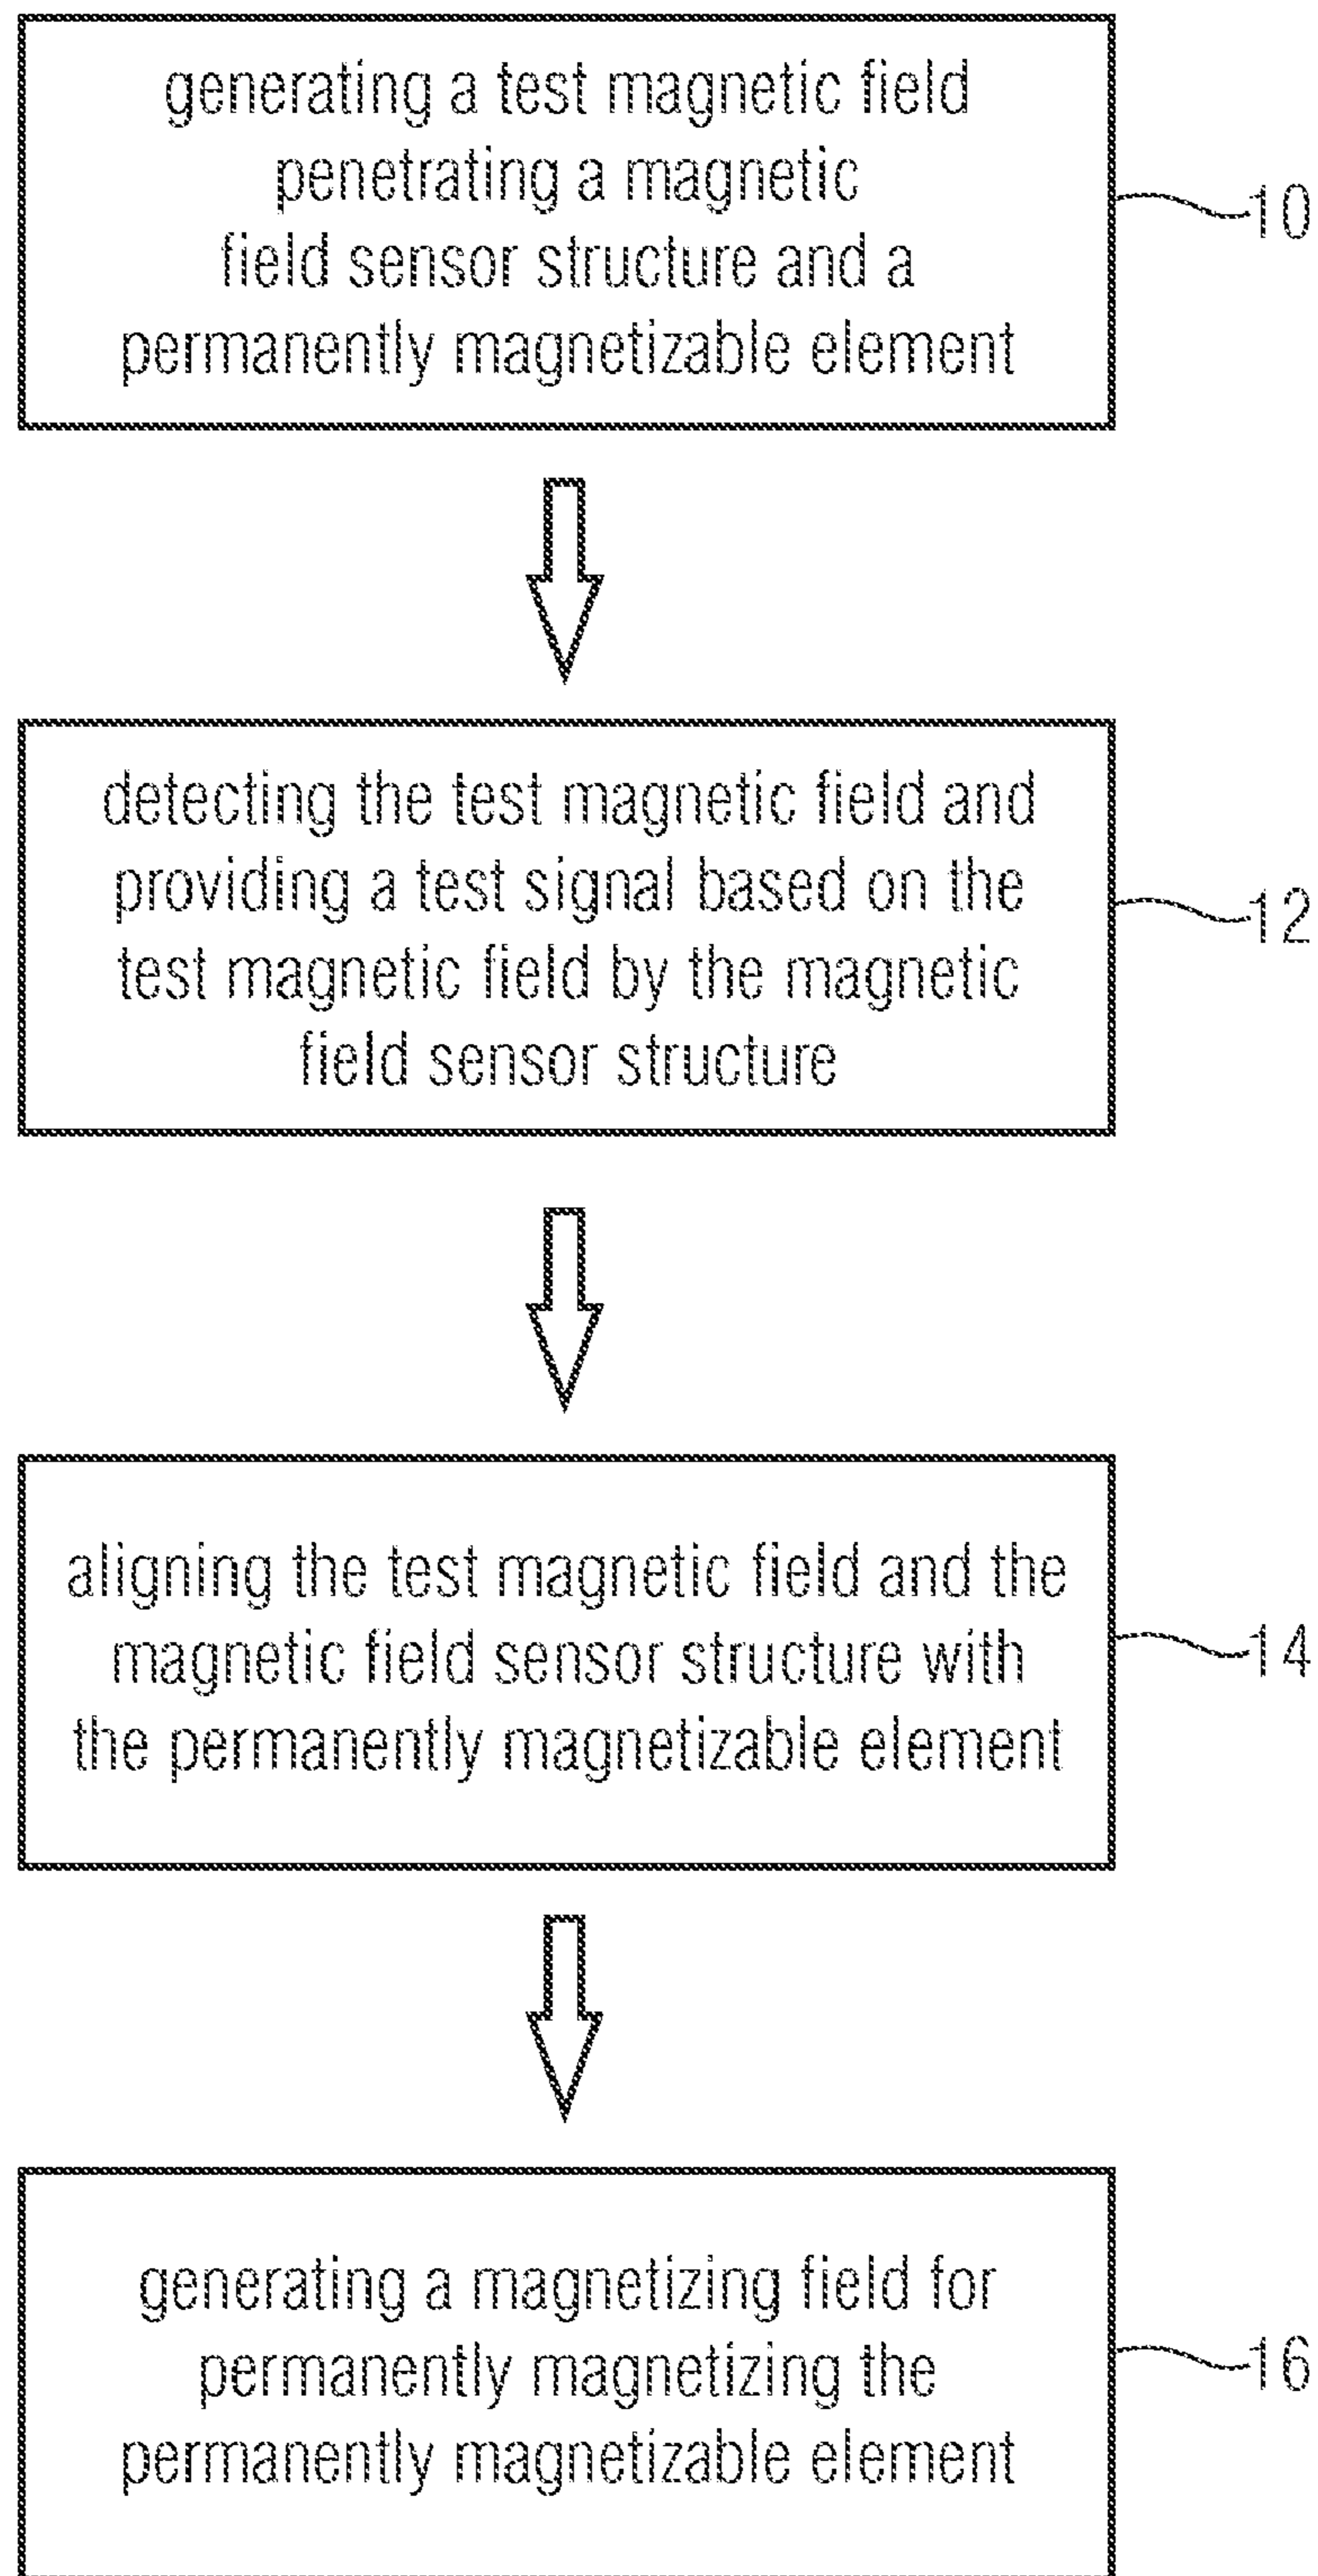 generating a test magnetic field
penetrating a magnetic
field sensor structure and a
permanently magnetizable element
10
detecting the test magnetic field and
providing a test signal based on the
test magnetic field by the magnetic
field sensor structure
12
aligning the test magnetic field and the
magnetic field sensor structure with
the permanently magnetizable element
14
generating a magnetizing field for
permanently magnetizing the
permanently magnetizable element
16